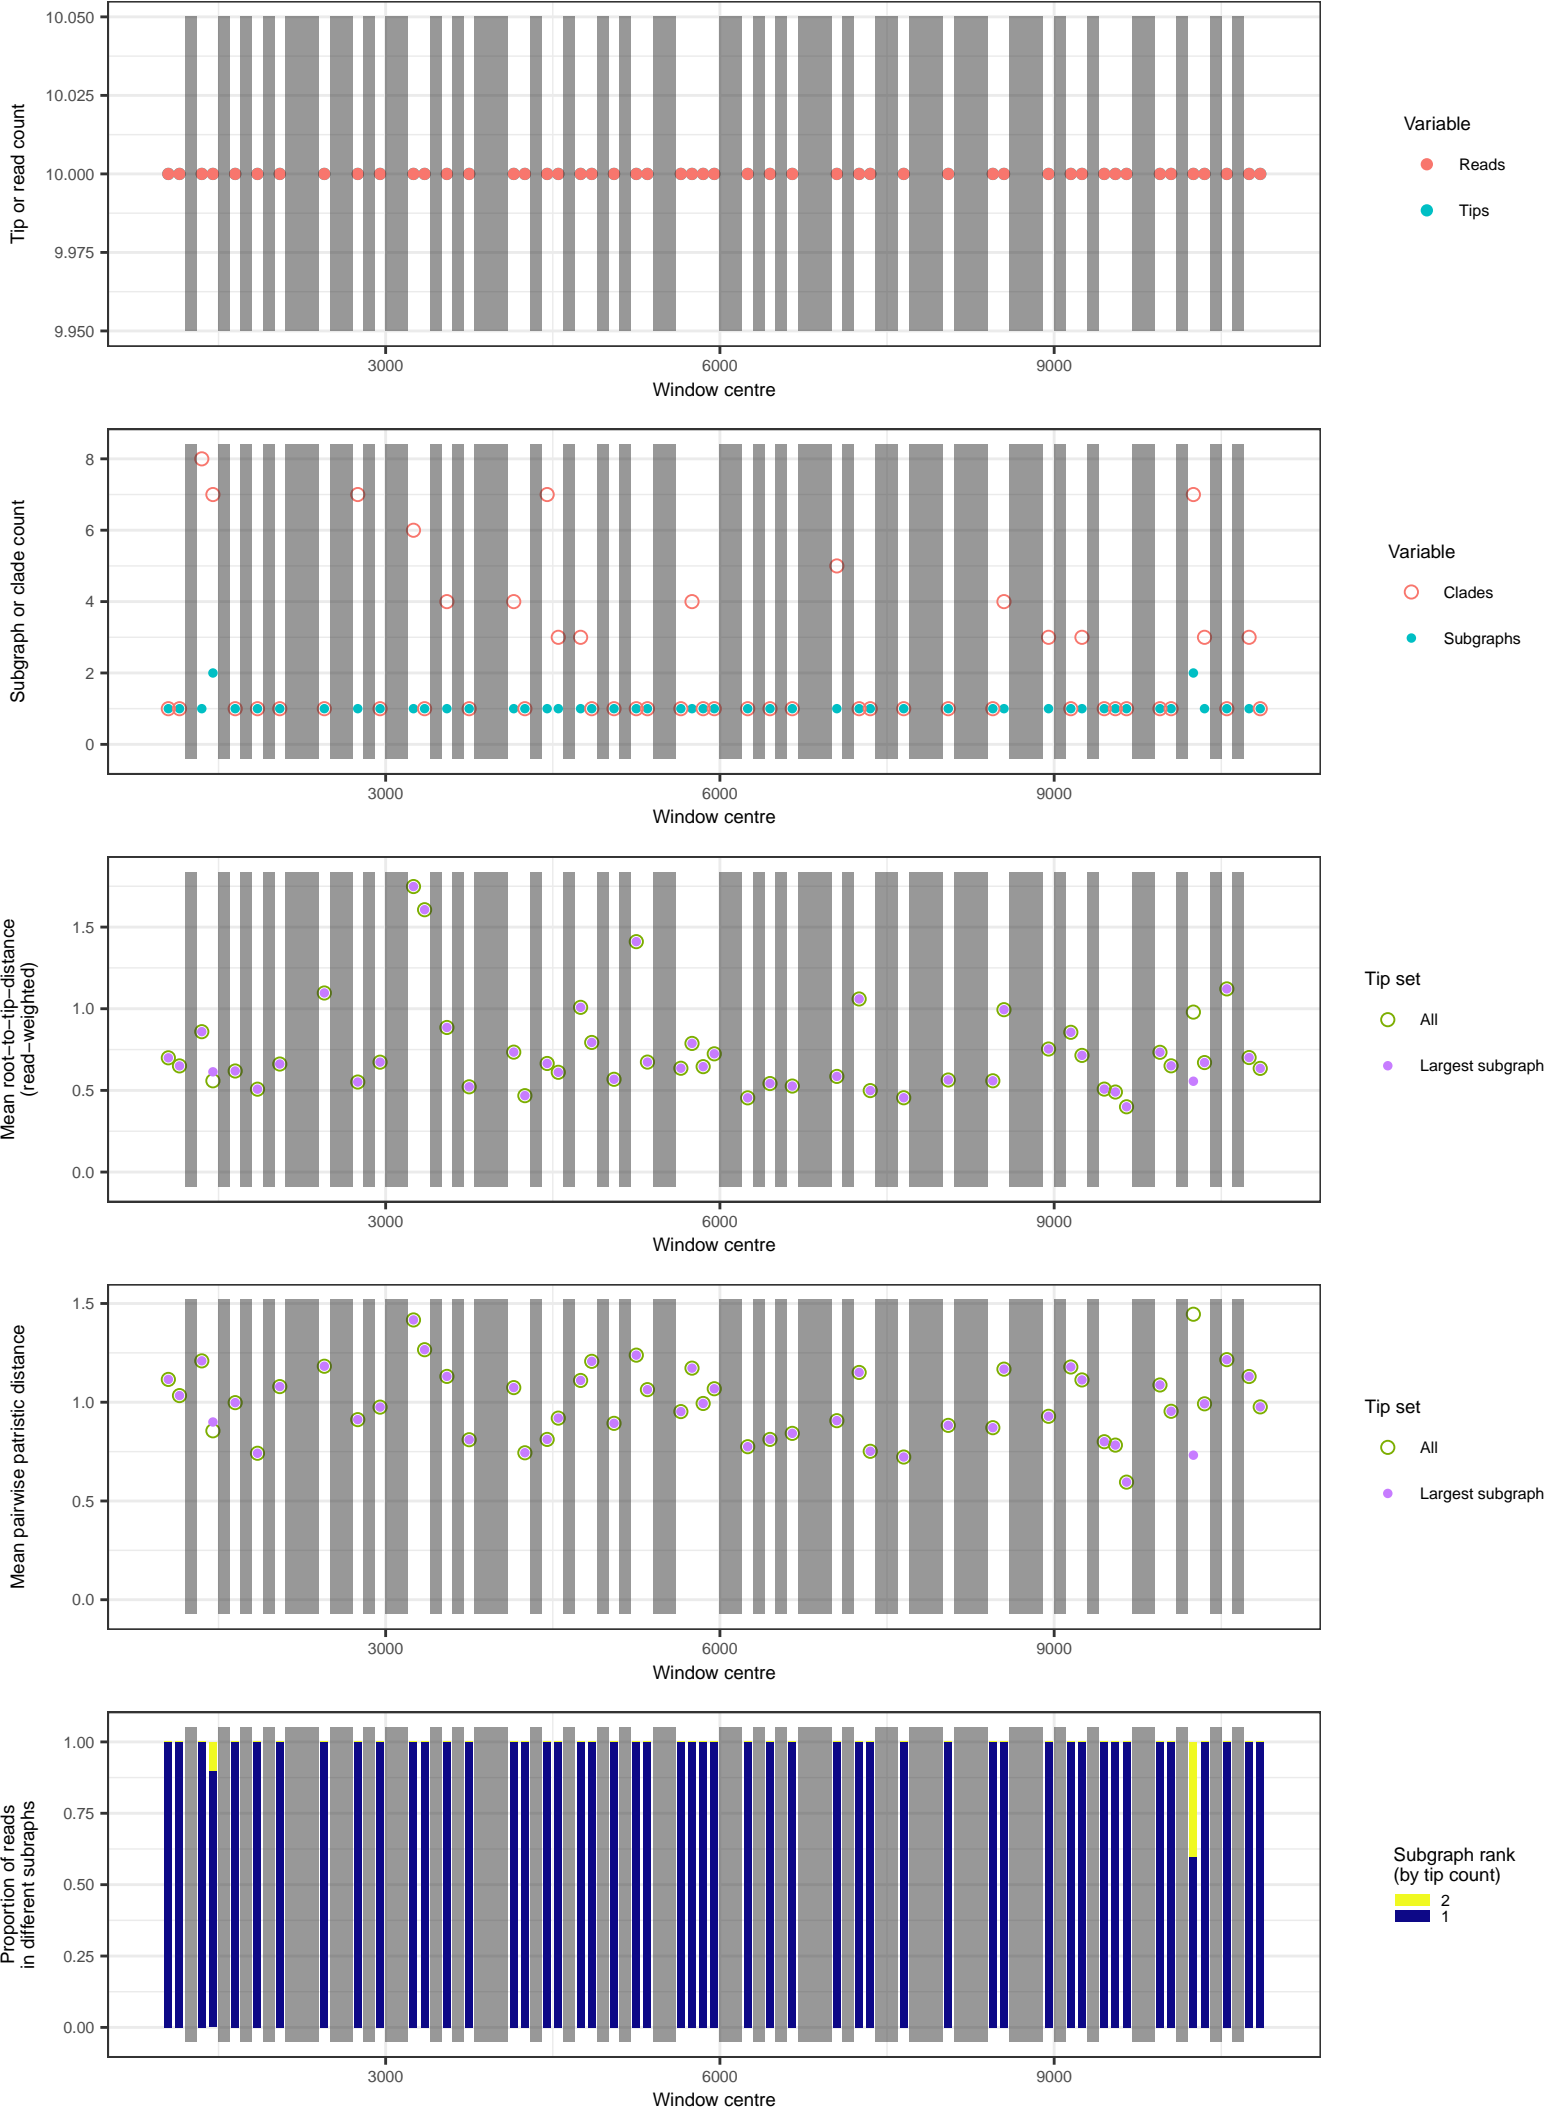 10.050
10.025
10.000
9.975
9.950
Tip or read count
3000
6000
9000
Window centre
Variable
Reads
Tips
8
6
4
2
0
Subgraph or clade count
3000
6000
9000
Window centre
Variable
Clades
Subgraphs
1.5
1.0
0.5
0.0
Mean root−to−tip−distance
(read−weighted)
3000
6000
9000
Window centre
Tip set
All
Largest subgraph
1.5
1.0
0.5
0.0
Mean pairwise patristic distance
3000
6000
9000
Window centre
Tip set
All
Largest subgraph
1.00
0.75
0.50
0.25
0.00
Proportion of reads
in different subraphs
3000
6000
9000
Window centre
Subgraph rank
(by tip count)
2
1